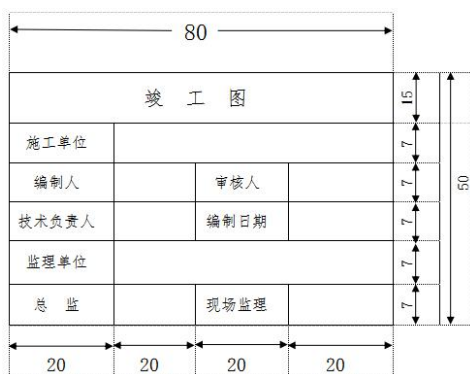 80
竣 工 图
15
施工单位
7
编制人 审核人
7
50
技术负责人 编制日期
7
监理单位
7
总 监 现场监理
7
20 20 20 20